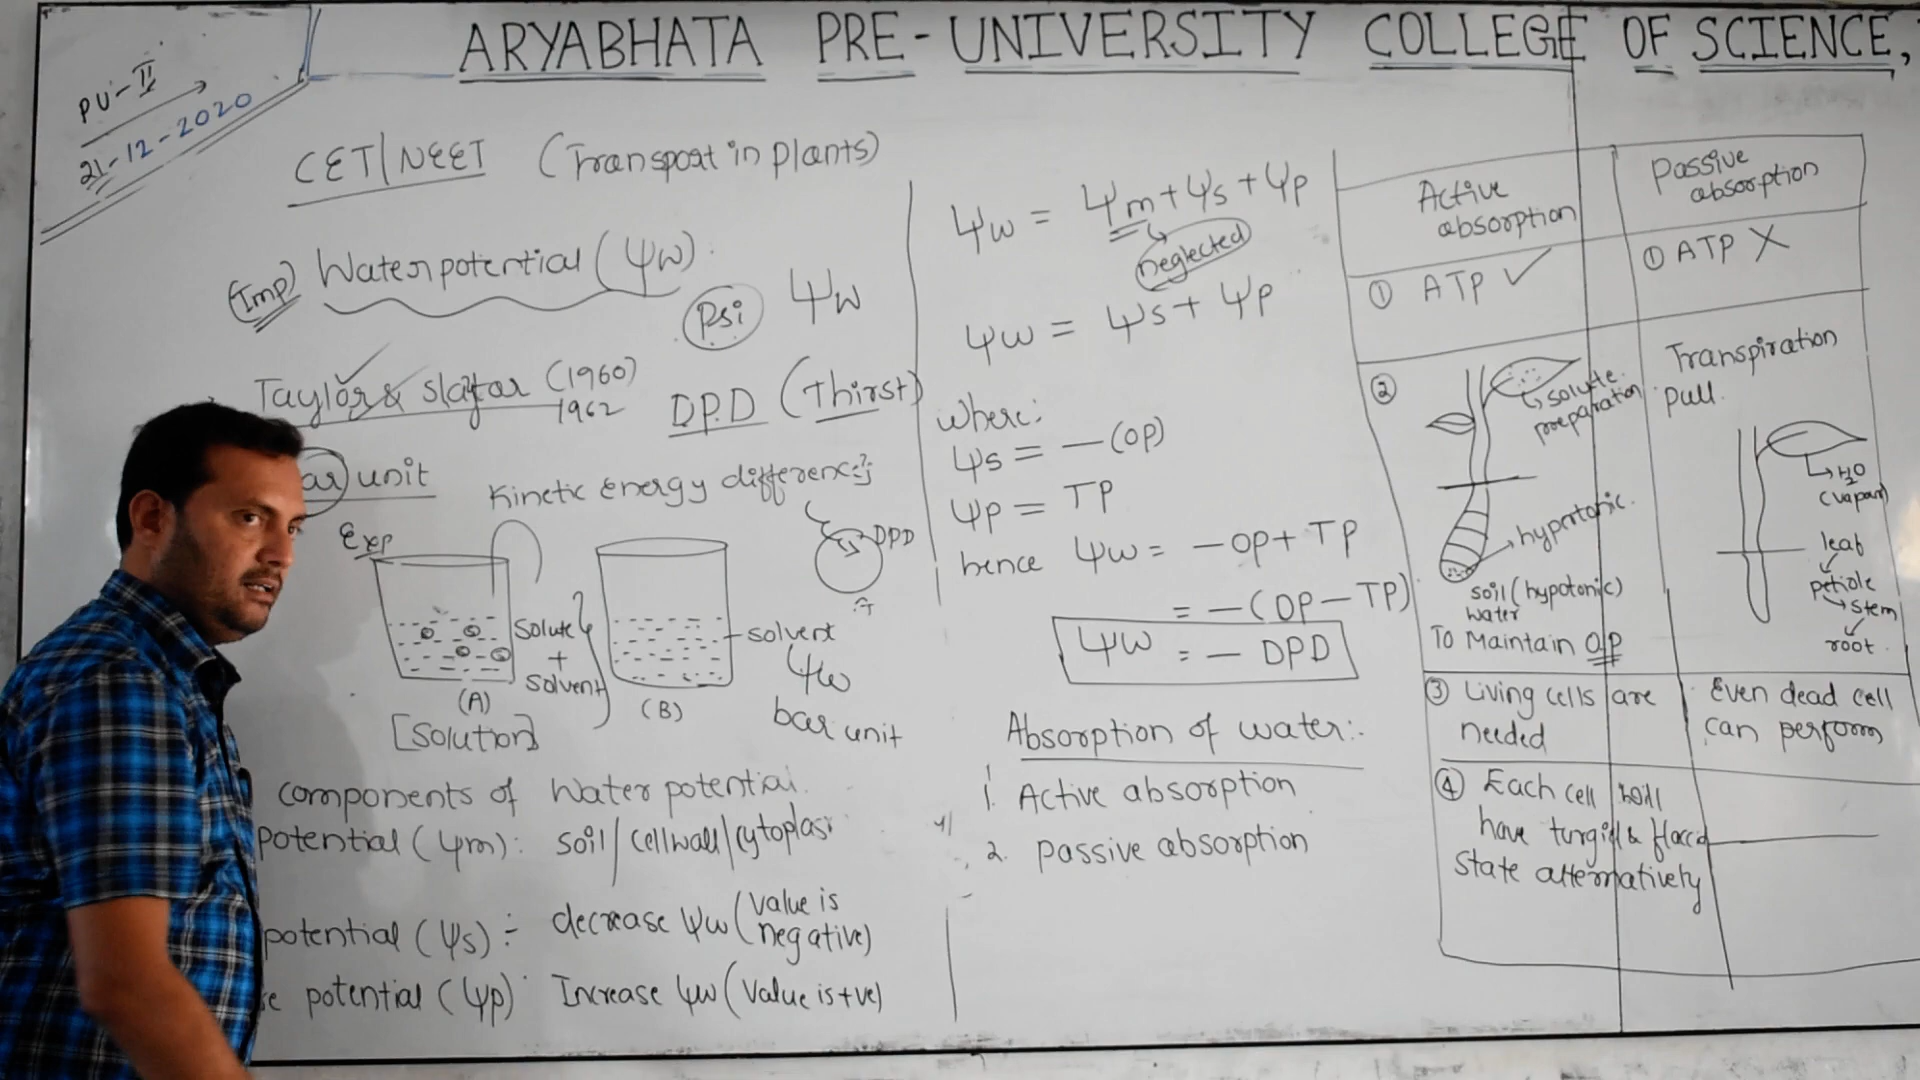 ARYABHATA PRE-UNIVERSITY COLLEGE OF SCIENCE,
PU-II
21-12-2020
CET/NEET (Transport in plants)
(Imp) Water potential (Ψw)
Psi Ψw
Taylor & Slatar (1960)
1962
DPD (Thirst)
unit
Kinetic energy difference
Exp
DPD
Solute
+
Solvent
solvent
Ψw
bar unit
(A)
(B)
[Solution]
components of Water potential.
potential (Ψm): soil/cellwall/cytoplas
potential (Ψs) :- decrease Ψw (value is
negative)
potential (Ψp) Increase Ψw (value is +ve)
Ψw = Ψm + Ψs + Ψp
neglected
Ψw = Ψs + Ψp
where:
Ψs = -(OP)
Ψp = TP
hence Ψw = -OP + TP
= -(OP - TP)
Ψw = - DPD
Absorption of water:-
1. Active absorption
2. Passive absorption
Active
absorption
Passive
absorption
① ATP ✓
① ATP X
②
solute
preparation
hypertonic.
soil (hypotonic)
water
To Maintain OP
Transpiration
pull.
H2O
(vapar)
leaf
petiole
stem
root.
③ Living cells are
needed
Even dead cell
can perform
④ Each cell will
have turgid & flaccid
State alternatively